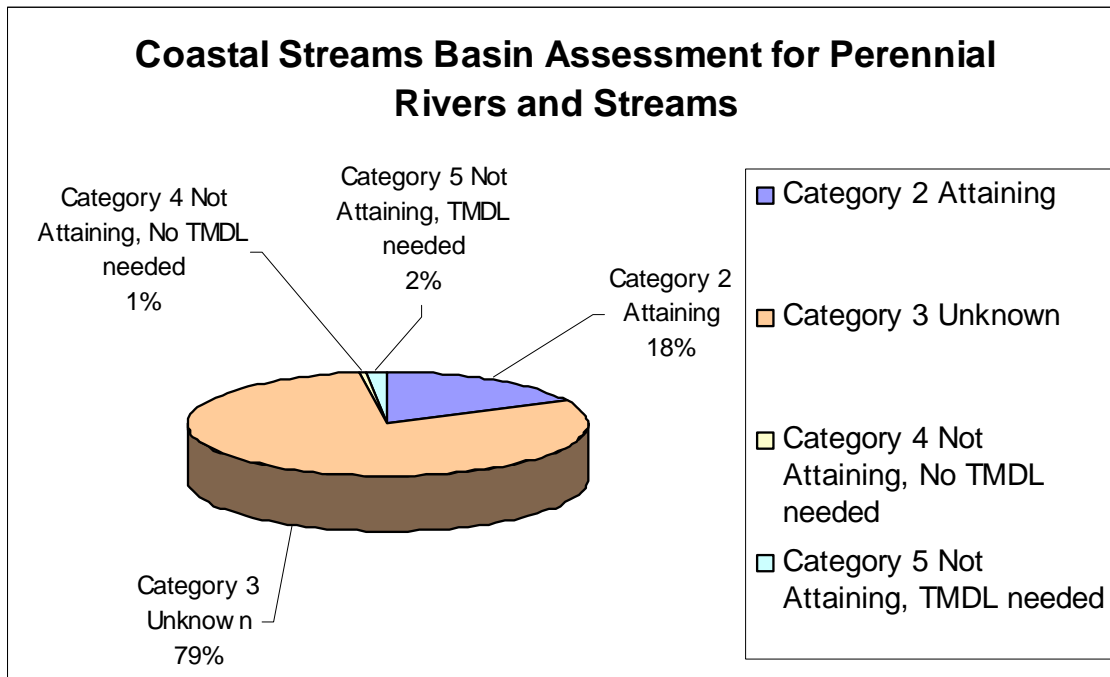 Coastal Streams Basin Assessment for Perennial
Rivers and Streams
Category 4 Not
Attaining, No TMDL
needed
1%
Category 5 Not
Attaining, TMDL
needed
2%
Category 2
Attaining
18%
Category 3
Unknown
79%
Category 2 Attaining
Category 3 Unknown
Category 4 Not
Attaining, No TMDL
needed
Category 5 Not
Attaining, TMDL needed